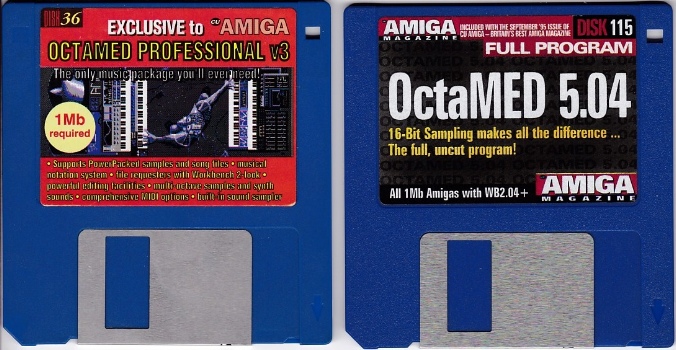 DISK 36
EXCLUSIVE to CU AMIGA
OCTAMED PROFESSIONAL v3
The only music package you'll ever need!
1Mb
required
• Supports PowerPacked samples and song files • musical
notation system • file requesters with Workbench 2-look •
powerful editing facilities • multi-octave samples and synth
sounds • comprehensive MIDI options • built-in sound sampler
AMIGA
MAGAZINE
INCLUDED WITH THE SEPTEMBER '95 ISSUE OF
CU AMIGA – BRITAIN'S BEST AMIGA MAGAZINE
DISK 115
FULL PROGRAM
OctaMED 5.04
16-Bit Sampling makes all the difference ...
The full, uncut program!
All 1Mb Amigas with WB2.04+
AMIGA
MAGAZINE